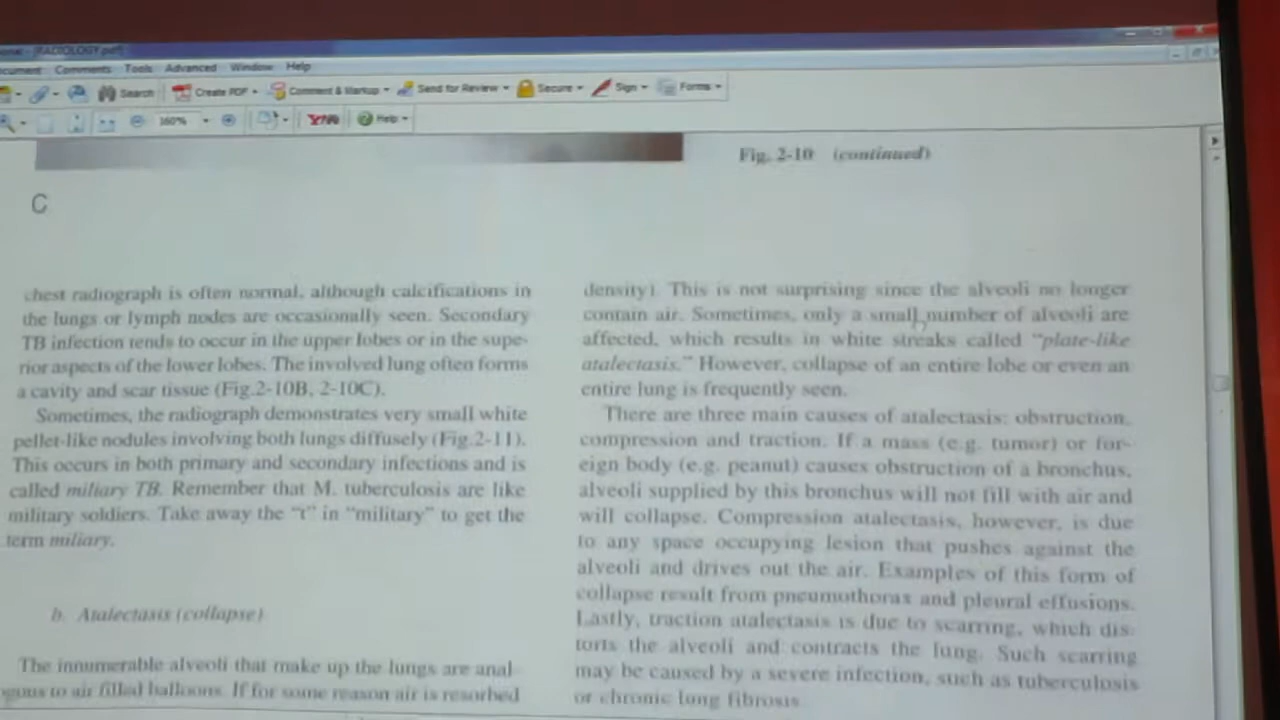 onal - [RADIOLOGY.pdf]
ocument Comments Tools Advanced Window Help
Search Create PDF Comment & Markup Send for Review Secure Sign Forms
160% Help
Fig. 2-10 (continued)
C
chest radiograph is often normal, although calcifications in
the lungs or lymph nodes are occasionally seen. Secondary
TB infection tends to occur in the upper lobes or in the supe-
rior aspects of the lower lobes. The involved lung often forms
a cavity and scar tissue (Fig.2-10B, 2-10C).
Sometimes, the radiograph demonstrates very small white
pellet-like nodules involving both lungs diffusely (Fig.2-11).
This occurs in both primary and secondary infections and is
called miliary TB. Remember that M. tuberculosis are like
military soldiers. Take away the "t" in "military" to get the
term miliary.
b. Atalectasis (collapse)
The innumerable alveoli that make up the lungs are anal
ogous to air filled balloons. If for some reason air is resorbed
density). This is not surprising since the alveoli no longer
contain air. Sometimes, only a small number of alveoli are
affected, which results in white streaks called "plate-like
atalectasis." However, collapse of an entire lobe or even an
entire lung is frequently seen.
There are three main causes of atalectasis: obstruction,
compression and traction. If a mass (e.g. tumor) or for-
eign body (e.g. peanut) causes obstruction of a bronchus,
alveoli supplied by this bronchus will not fill with air and
will collapse. Compression atalectasis, however, is due
to any space occupying lesion that pushes against the
alveoli and drives out the air. Examples of this form of
collapse result from pneumothorax and pleural effusions.
Lastly, traction atalectasis is due to scarring, which dis-
torts the alveoli and contracts the lung. Such scarring
may be caused by a severe infection, such as tuberculosis
or chronic long fibrosis